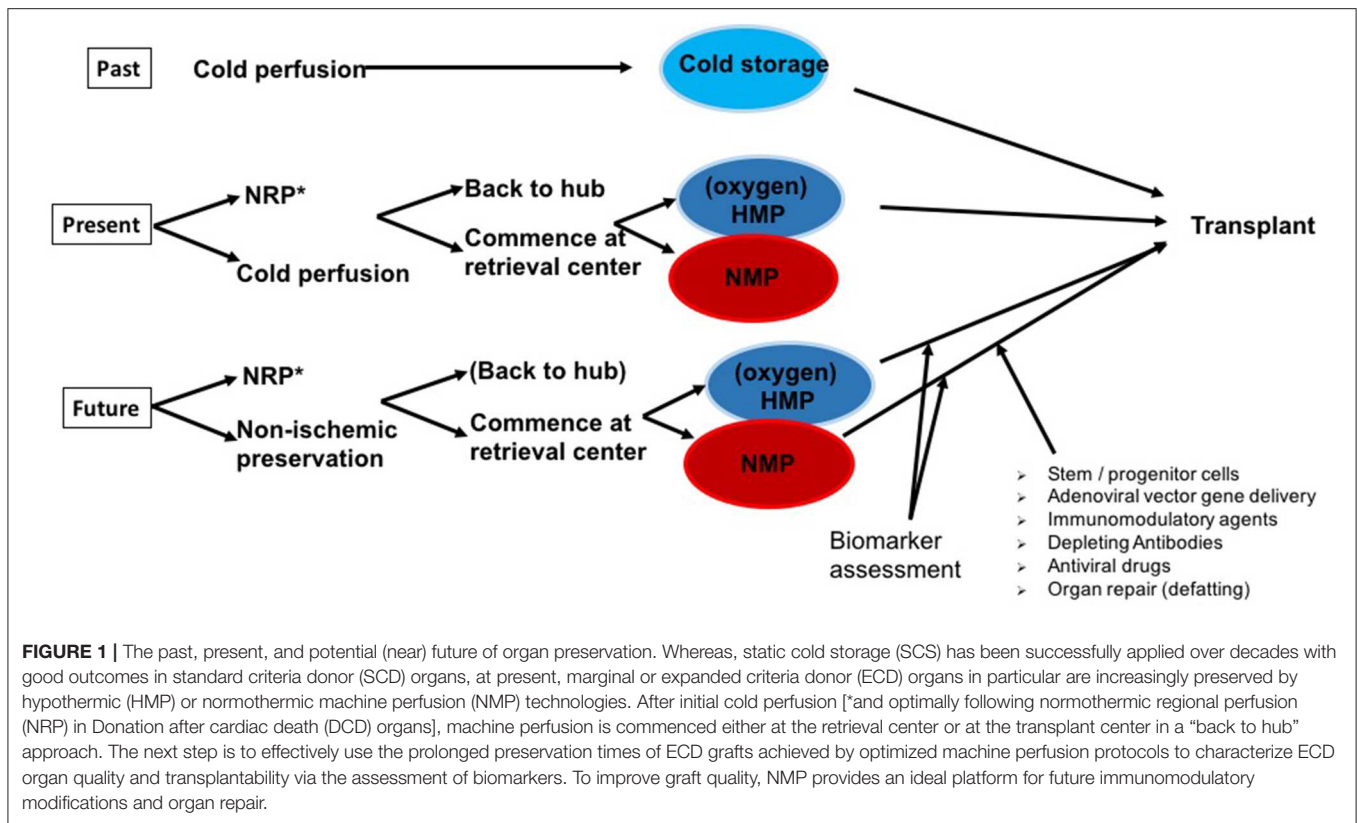 Past
Cold perfusion
Cold storage
Present
NRP*
Cold perfusion
Back to hub
Commence at
retrieval center
(oxygen)
HMP
NMP
Transplant
Future
NRP*
Non-ischemic
preservation
(Back to hub)
Commence at
retrieval center
(oxygen)
HMP
NMP
Biomarker
assessment
➢ Stem / progenitor cells
➢ Adenoviral vector gene delivery
➢ Immunomodulatory agents
➢ Depleting Antibodies
➢ Antiviral drugs
➢ Organ repair (defatting)
FIGURE 1 | The past, present, and potential (near) future of organ preservation. Whereas, static cold storage (SCS) has been successfully applied over decades with
good outcomes in standard criteria donor (SCD) organs, at present, marginal or expanded criteria donor (ECD) organs in particular are increasingly preserved by
hypothermic (HMP) or normothermic machine perfusion (NMP) technologies. After initial cold perfusion [*and optimally following normothermic regional perfusion
(NRP) in Donation after cardiac death (DCD) organs], machine perfusion is commenced either at the retrieval center or at the transplant center in a “back to hub”
approach. The next step is to effectively use the prolonged preservation times of ECD grafts achieved by optimized machine perfusion protocols to characterize ECD
organ quality and transplantability via the assessment of biomarkers. To improve graft quality, NMP provides an ideal platform for future immunomodulatory
modifications and organ repair.